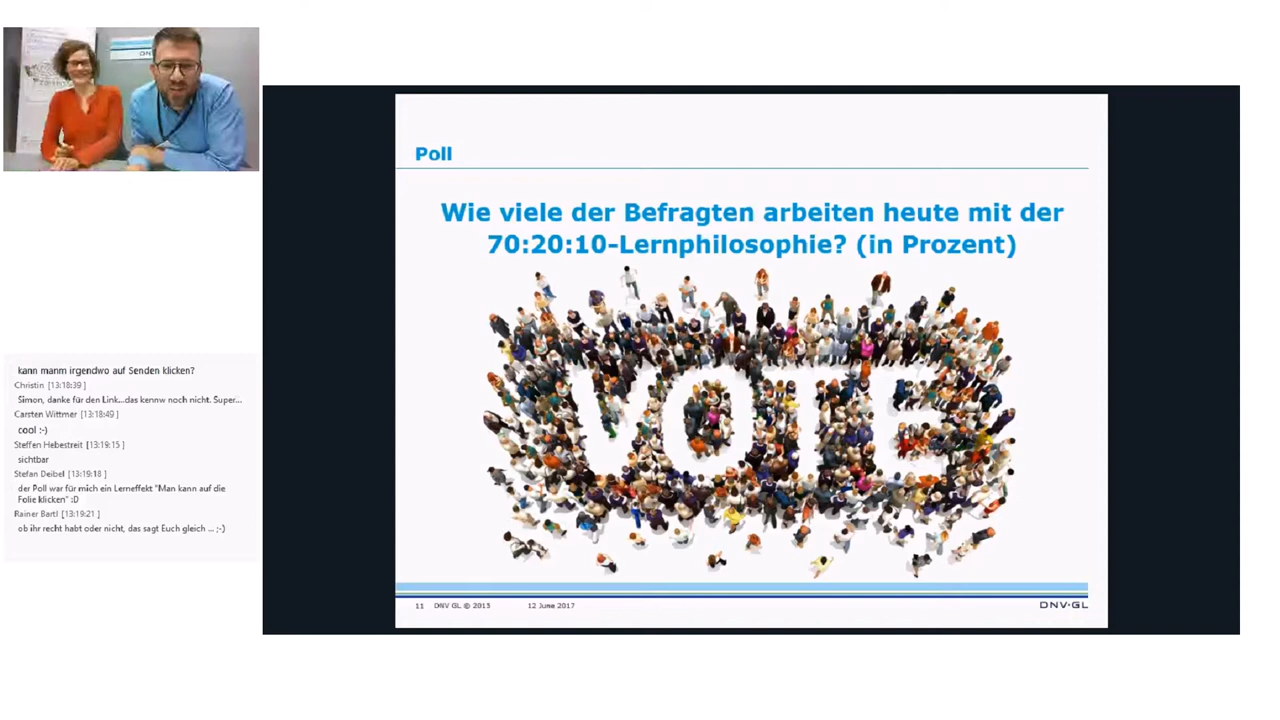 DNV
Poll
Wie viele der Befragten arbeiten heute mit der
70:20:10-Lernphilosophie? (in Prozent)
VOTE
11 DNV GL © 2013 12 June 2017
DNV·GL
kann manm irgendwo auf Senden klicken?
Christin [13:18:39]
Simon, danke für den Link...das kennw noch nicht. Super...
Carsten Wittmer [13:18:49]
cool :-)
Steffen Hebestreit [13:19:15]
sichtbar
Stefan Deibel [13:19:18]
der Poll war für mich ein Lerneffekt "Man kann auf die
Folie klicken" :D
Rainer Bartl [13:19:21]
ob ihr recht habt oder nicht, das sagt Euch gleich ... ;-)